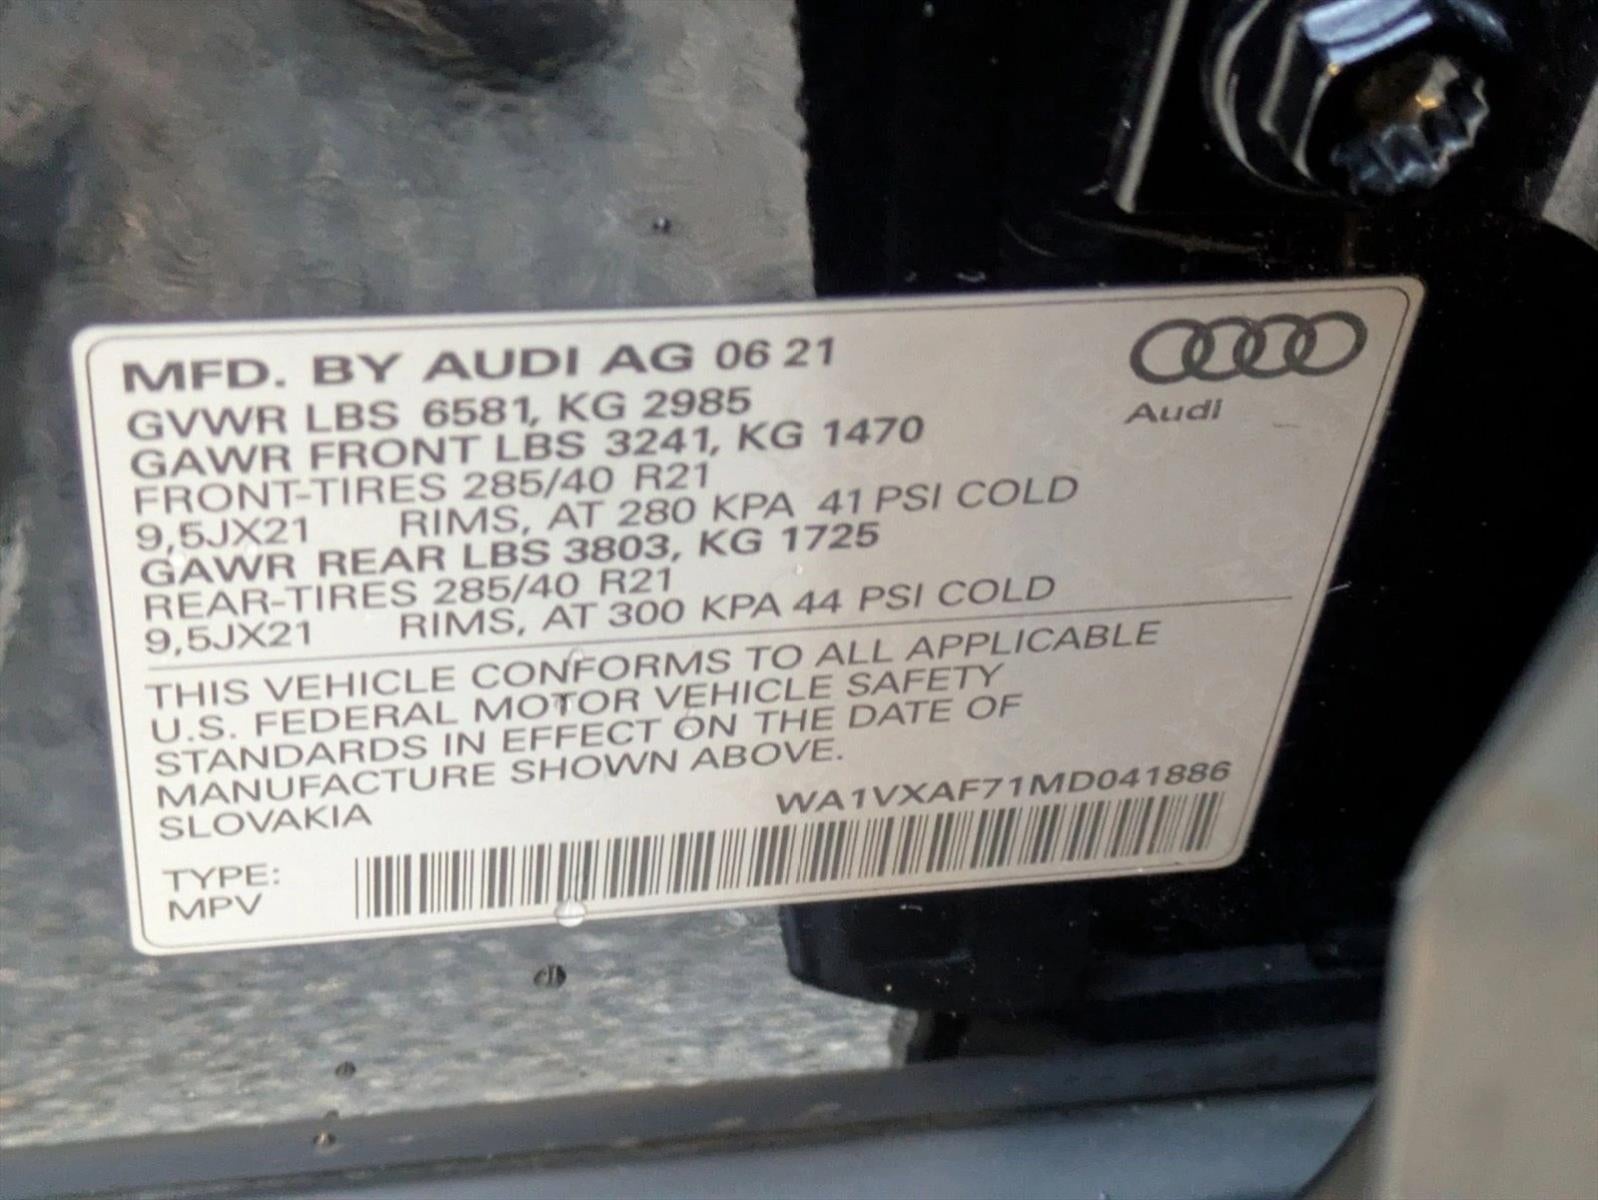 MFD. BY AUDI AG 06 21
GVWR LBS 6581, KG 2985
GAWR FRONT LBS 3241, KG 1470
FRONT-TIRES 285/40 R21
9,5JX21 RIMS, AT 280 KPA 41 PSI COLD
GAWR REAR LBS 3803, KG 1725
REAR-TIRES 285/40 R21
9,5JX21 RIMS, AT 300 KPA 44 PSI COLD
Audi
THIS VEHICLE CONFORMS TO ALL APPLICABLE
U.S. FEDERAL MOTOR VEHICLE SAFETY
STANDARDS IN EFFECT ON THE DATE OF
MANUFACTURE SHOWN ABOVE.
SLOVAKIA WA1VXAF71MD041886
TYPE:
MPV